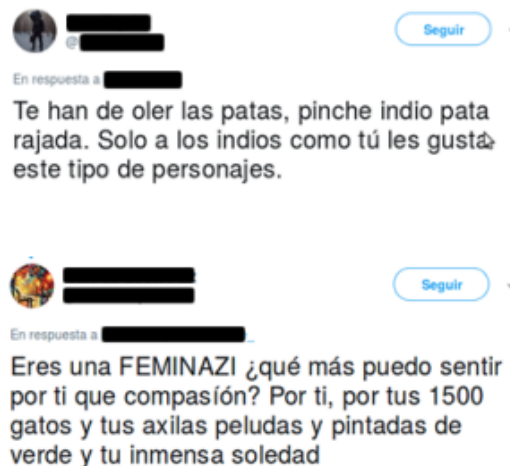 Seguir
@
En respuesta a
Te han de oler las patas, pinche indio pata
rajada. Solo a los indios como tú les gusta
este tipo de personajes.
Seguir
En respuesta a
Eres una FEMINAZI ¿qué más puedo sentir
por ti que compasíón? Por ti, por tus 1500
gatos y tus axilas peludas y pintadas de
verde y tu inmensa soledad